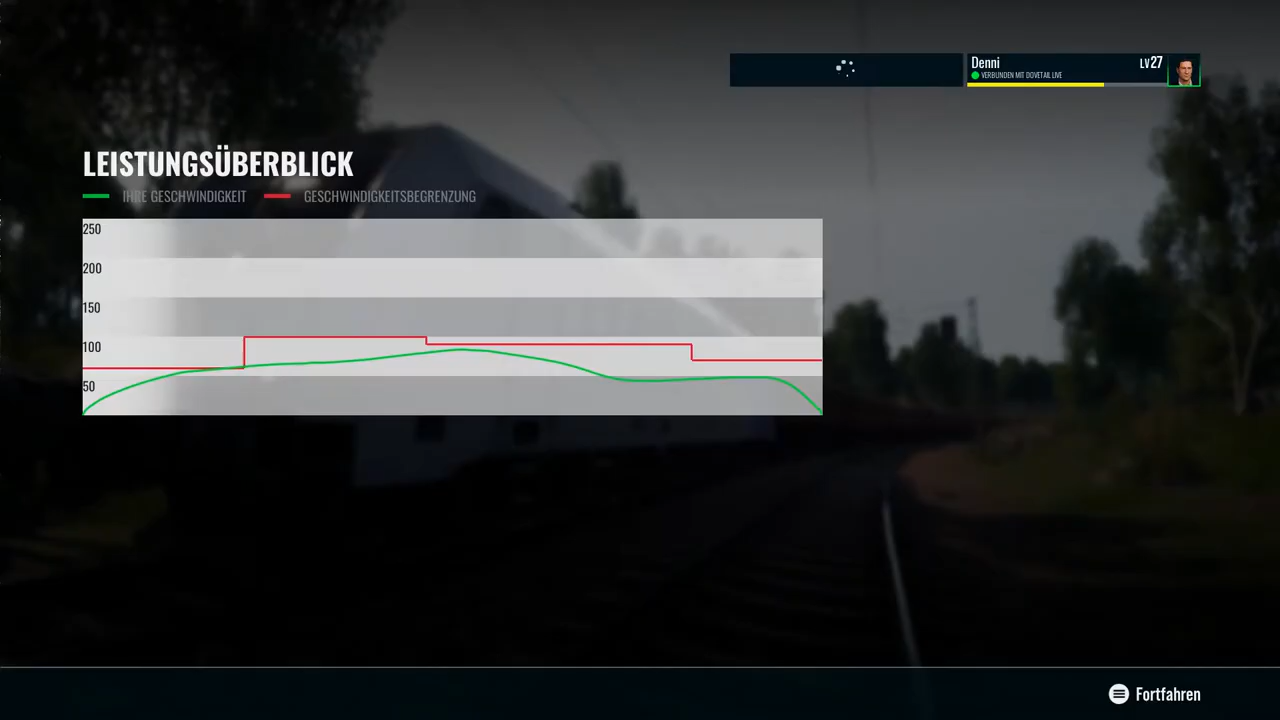 Denni LV27
VERBUNDEN MIT DOVETAIL LIVE
LEISTUNGSÜBERBLICK
IHRE GESCHWINDIGKEIT GESCHWINDIGKEITSBEGRENZUNG
250
200
150
100
50
Fortfahren